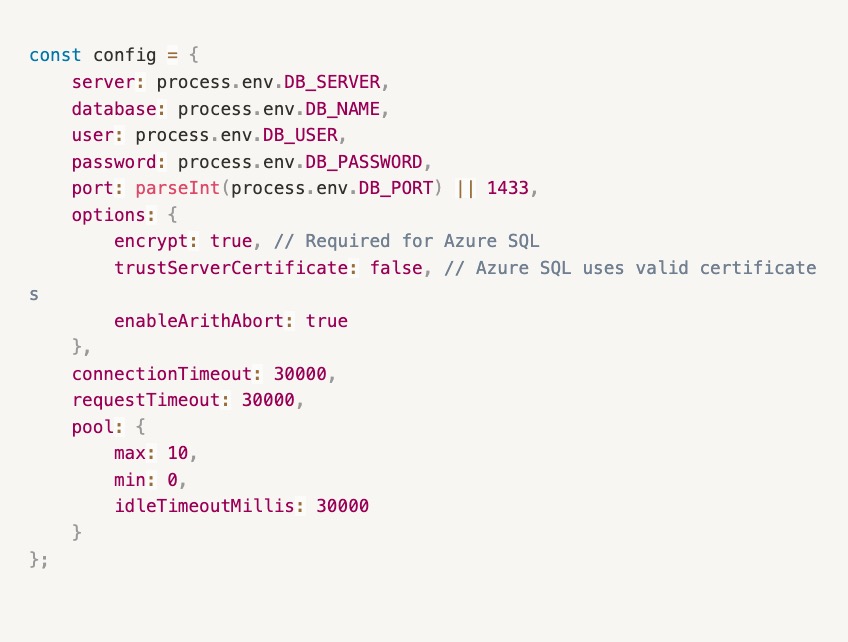 const config = {
    server: process.env.DB_SERVER,
    database: process.env.DB_NAME,
    user: process.env.DB_USER,
    password: process.env.DB_PASSWORD,
    port: parseInt(process.env.DB_PORT) || 1433,
    options: {
        encrypt: true, // Required for Azure SQL
        trustServerCertificate: false, // Azure SQL uses valid certificate
s
        enableArithAbort: true
    },
    connectionTimeout: 30000,
    requestTimeout: 30000,
    pool: {
        max: 10,
        min: 0,
        idleTimeoutMillis: 30000
    }
};